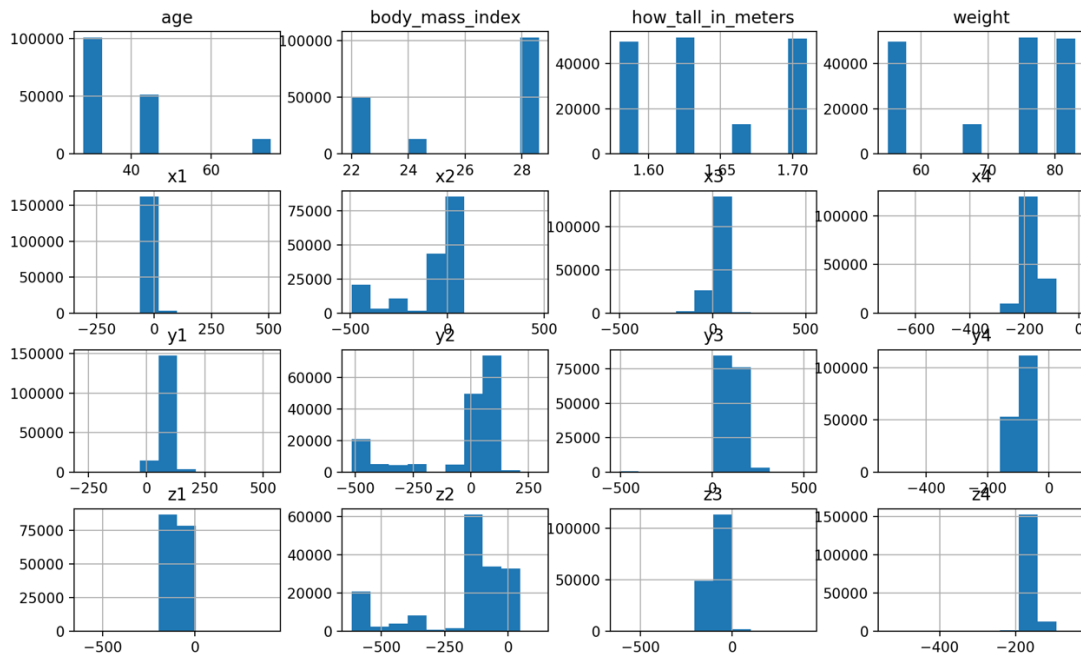 age body_mass_index how_tall_in_meters weight
100000 100000 40000 40000
50000 50000 20000 20000
0 0 0 0
40 60 22 24 26 28 1.60 1.65 1.70 60 70 80
x1 x2 x3 x4
150000 75000 100000 100000
100000 50000 50000 50000
50000 25000
0 0 0 0
−250 0 250 500 −500 0 500 −500 0 500 −600 −400 −200 0
y1 y2 y3 y4
150000 60000 75000 100000
100000 40000 50000 50000
50000 20000 25000
0 0 0 0
−250 0 250 500 −500 −250 0 250 −500 0 500 −400 −200 0
z1 z2 z3 z4
75000 60000 100000 150000
50000 40000 50000 100000
25000 20000 50000
0 0 0 0
−500 0 −500 −250 0 −500 0 −400 −200